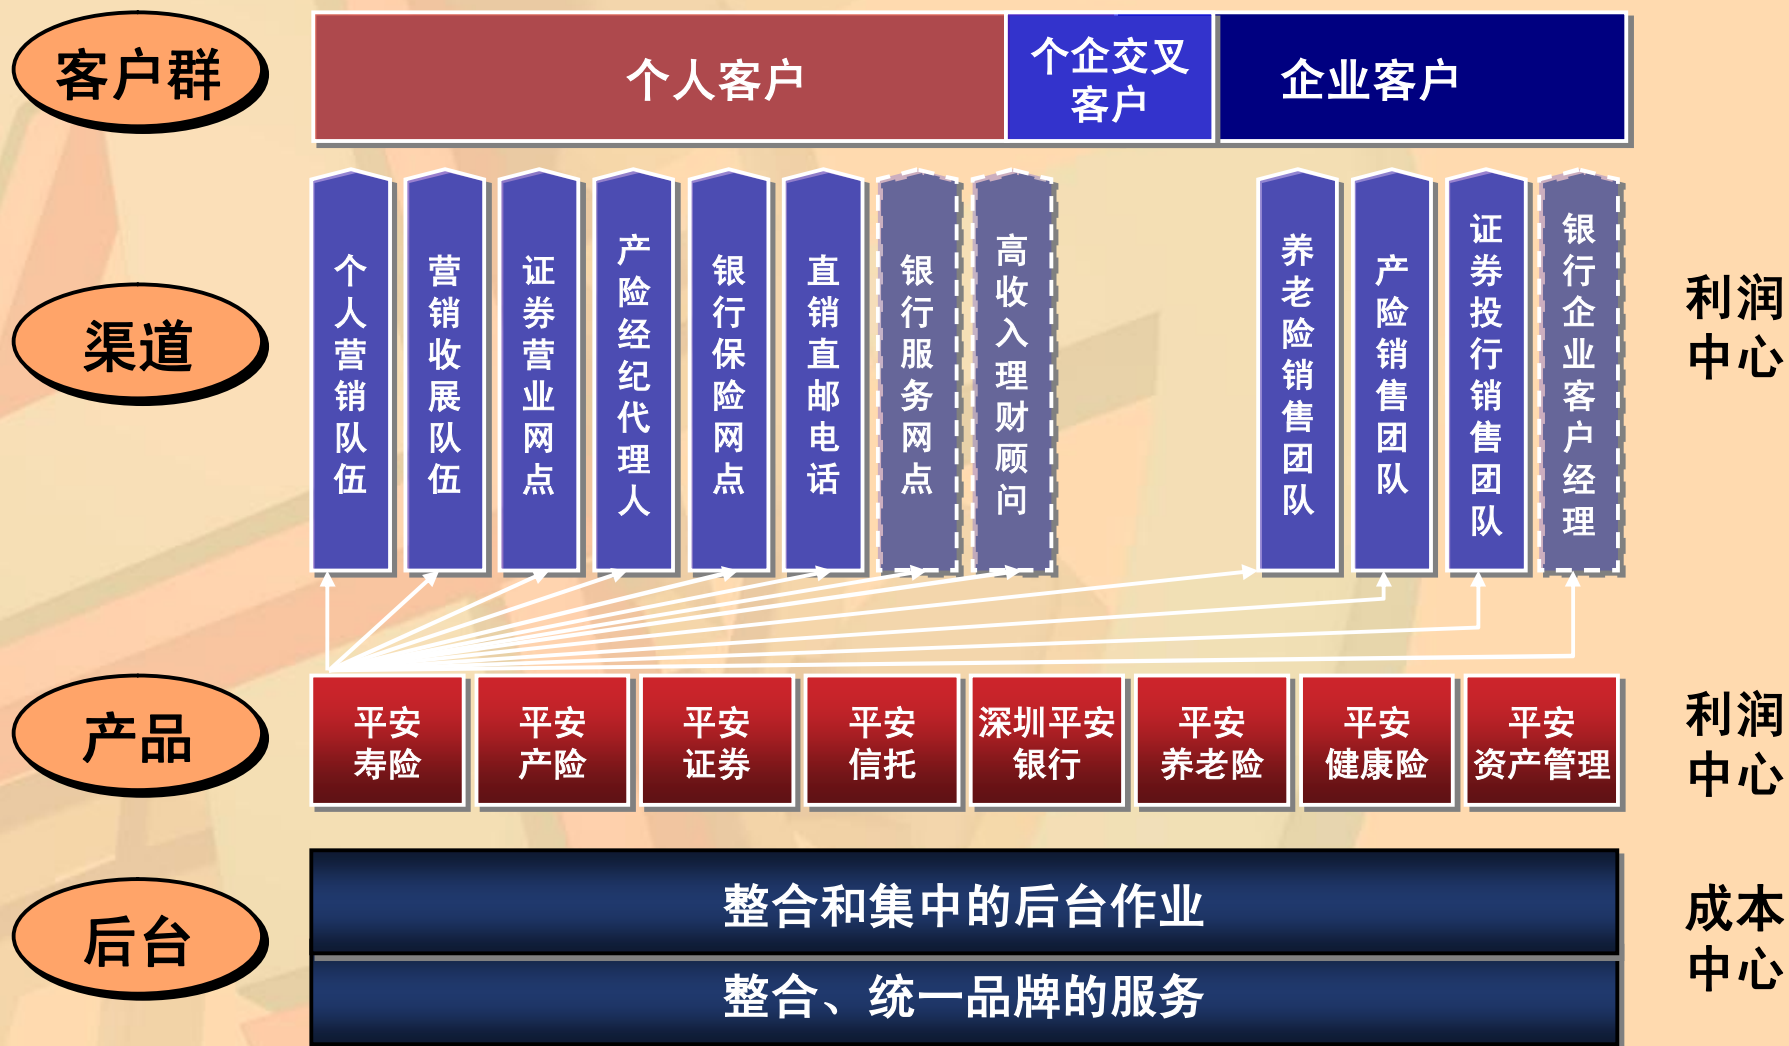 客户群
个人客户
个企交叉
客户
企业客户
渠道
个人营销队伍
营销收展队伍
证券营业网点
产险经纪代理人
银行保险网点
直销直邮电话
银行服务网点
高收入理财顾问
养老险销售团队
产险销售团队
证券投行销售团队
银行企业客户经理
利润
中心
产品
平安
寿险
平安
产险
平安
证券
平安
信托
深圳平安
银行
平安
养老险
平安
健康险
平安
资产管理
利润
中心
后台
整合和集中的后台作业
整合、统一品牌的服务
成本
中心